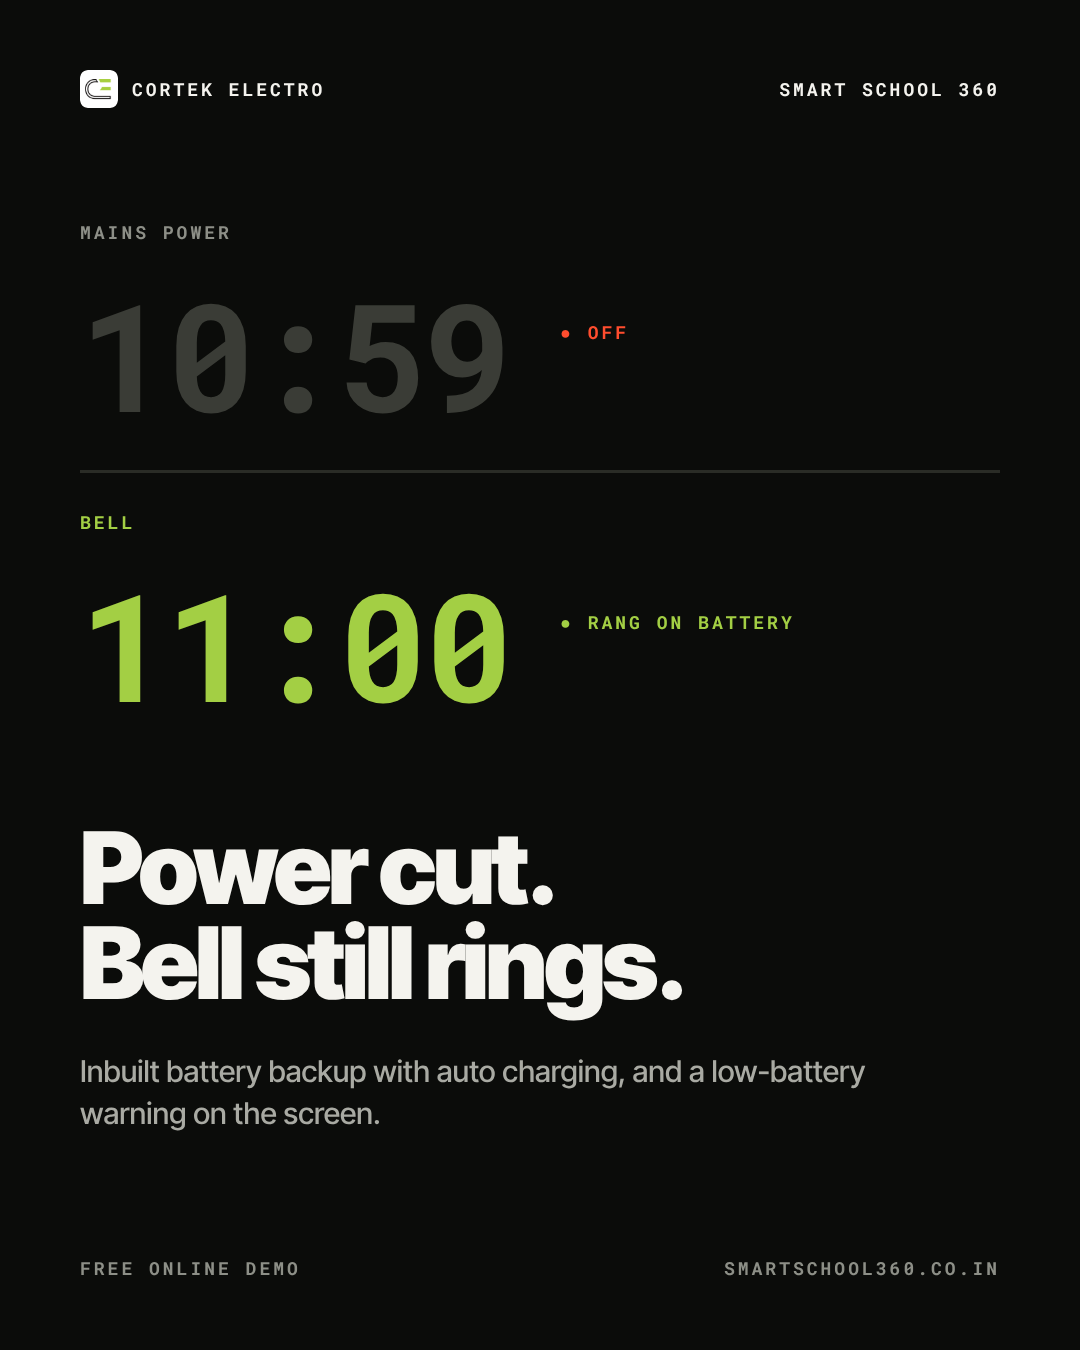 CORTEK ELECTRO
SMART SCHOOL 360
MAINS POWER
10:59
• OFF
BELL
11:00
• RANG ON BATTERY
Power cut.
Bell still rings.
Inbuilt battery backup with auto charging, and a low-battery
warning on the screen.
FREE ONLINE DEMO
SMARTSCHOOL360.CO.IN